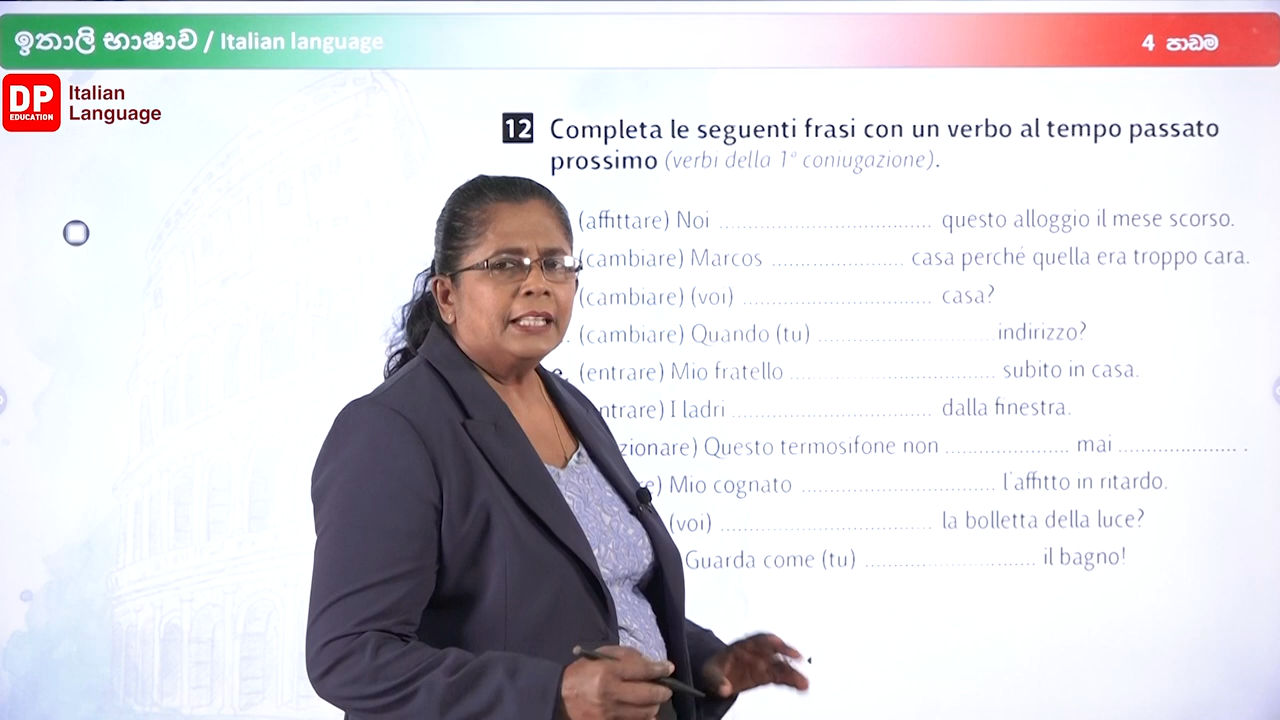 ඉතාලි භාෂාව / Italian language
4 පාඩම
DP
EDUCATION
Italian
Language
12 Completa le seguenti frasi con un verbo al tempo passato
prossimo (verbi della 1° coniugazione).
(affittare) Noi ................................ questo alloggio il mese scorso.
(cambiare) Marcos .................... casa perché quella era troppo cara.
(cambiare) (voi) ............................ casa?
(cambiare) Quando (tu) ........................... indirizzo?
e. (entrare) Mio fratello ............................... subito in casa.
ntrare) I ladri .............................. dalla finestra.
zionare) Questo termosifone non ................... mai .................. .
re) Mio cognato ............................. l'affitto in ritardo.
(voi) ................................ la bolletta della luce?
Guarda come (tu) .......................... il bagno!